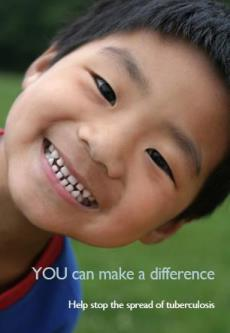 YOU can make a difference
Help stop the spread of tuberculosis